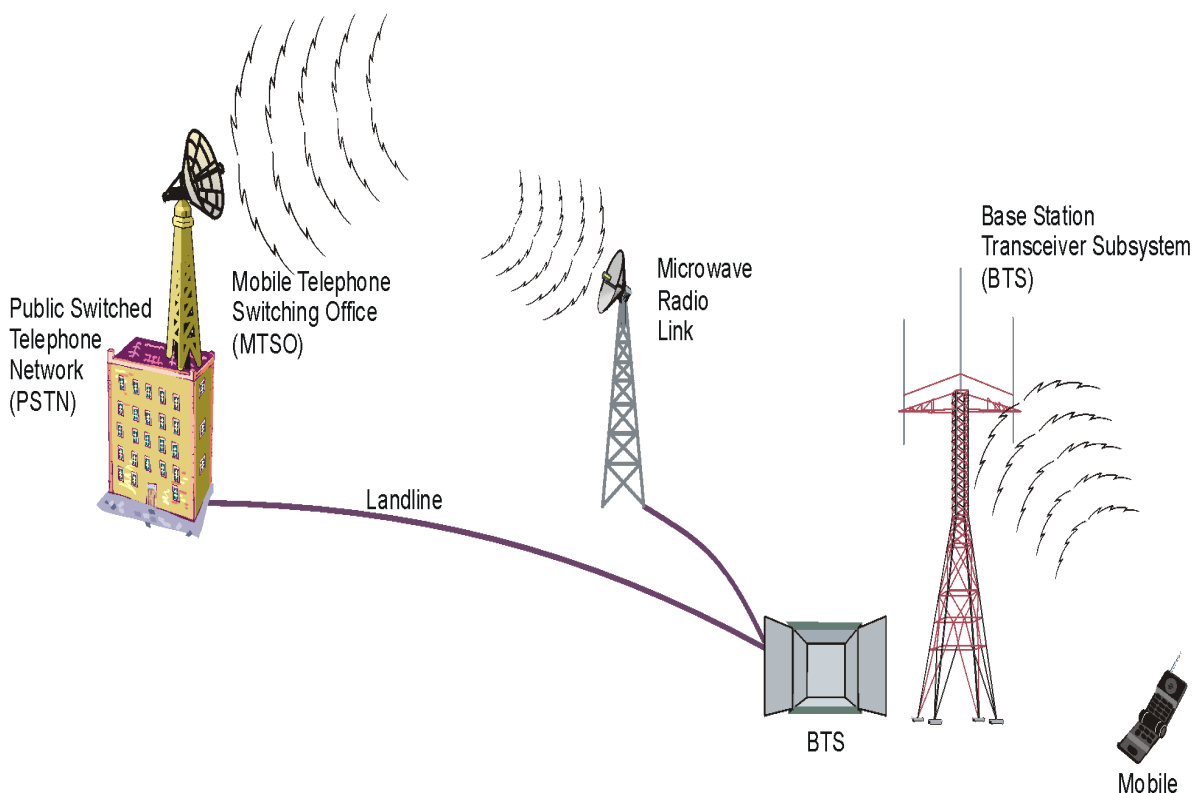 Public Switched
Telephone
Network
(PSTN)
Mobile Telephone
Switching Office
(MTSO)
Microwave
Radio
Link
Base Station
Transceiver Subsystem
(BTS)
Landline
BTS
Mobile